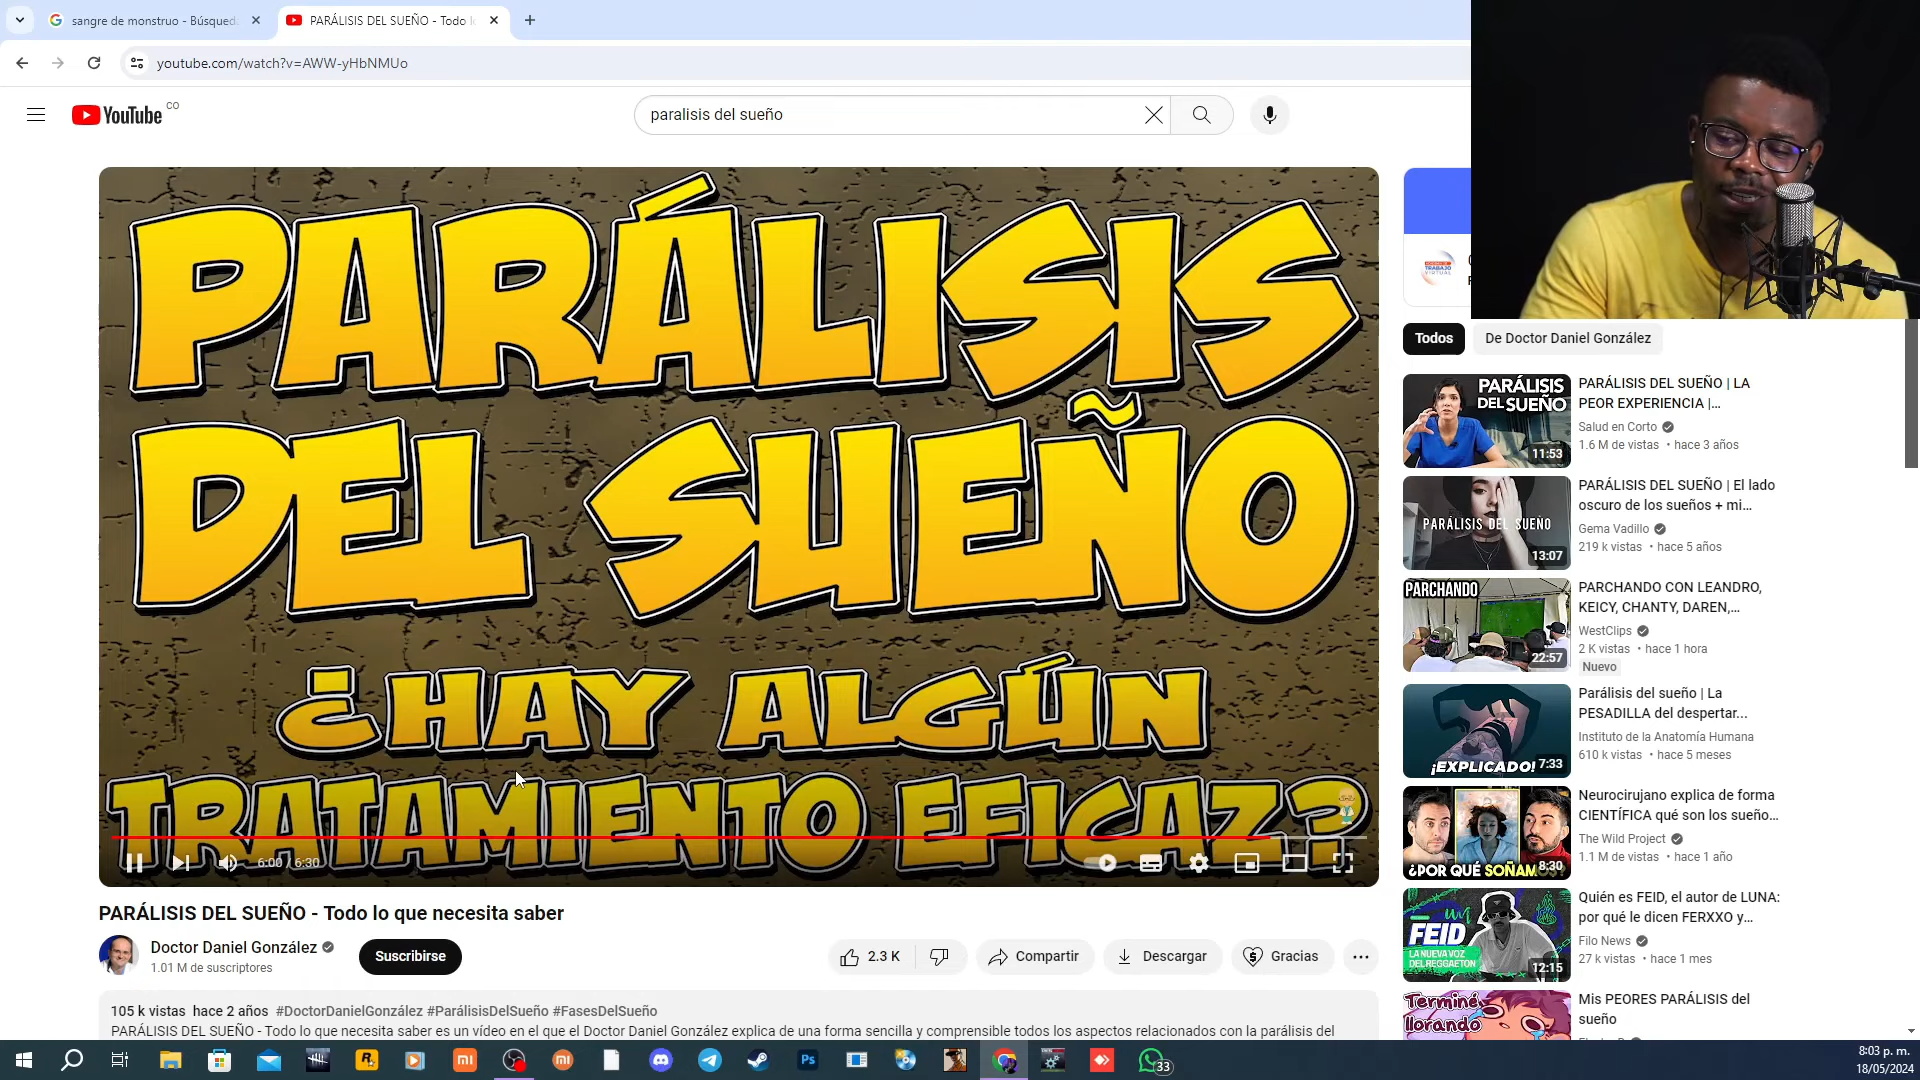 sangre de monstruo - Búsqued
PARÁLISIS DEL SUEÑO - Todo l
youtube.com/watch?v=AWW-yHbNMUo
YouTube CO
paralisis del sueño
PARÁLISIS
DEL SUEÑO
¿HAY ALGÚN
TRATAMIENTO EFICAZ?
6:00 / 6:30
PARÁLISIS DEL SUEÑO - Todo lo que necesita saber
Doctor Daniel González
1.01 M de suscriptores
Suscribirse
2.3 K
Compartir
Descargar
Gracias
105 k vistas hace 2 años #DoctorDanielGonzález #ParálisisDelSueño #FasesDelSueño
PARÁLISIS DEL SUEÑO - Todo lo que necesita saber es un vídeo en el que el Doctor Daniel González explica de una forma sencilla y comprensible todos los aspectos relacionados con la parálisis del
TRABAJO
VIRTUAL
Todos
De Doctor Daniel González
PARÁLISIS
DEL SUEÑO
11:53
PARÁLISIS DEL SUEÑO | LA
PEOR EXPERIENCIA |...
Salud en Corto
1.6 M de vistas • hace 3 años
PARÁLISIS DEL SUEÑO
13:07
PARÁLISIS DEL SUEÑO | El lado
oscuro de los sueños + mi...
Gema Vadillo
219 k vistas • hace 5 años
PARCHANDO
22:57
PARCHANDO CON LEANDRO,
KEICY, CHANTY, DAREN,...
WestClips
2 K vistas • hace 1 hora
Nuevo
¡EXPLICADO!
7:33
Parálisis del sueño | La
PESADILLA del despertar...
Instituto de la Anatomía Humana
610 k vistas • hace 5 meses
¿POR QUÉ SOÑAM
8:30
Neurocirujano explica de forma
CIENTÍFICA qué son los sueño...
The Wild Project
1.1 M de vistas • hace 1 año
FEID
LA NUEVA VOZ
DEL REGGAETON
12:15
Quién es FEID, el autor de LUNA:
por qué le dicen FERXXO y...
Filo News
27 k vistas • hace 1 mes
Terminé
llorando
Mis PEORES PARÁLISIS del
sueño
Ps
33
8:03 p. m.
18/05/2024